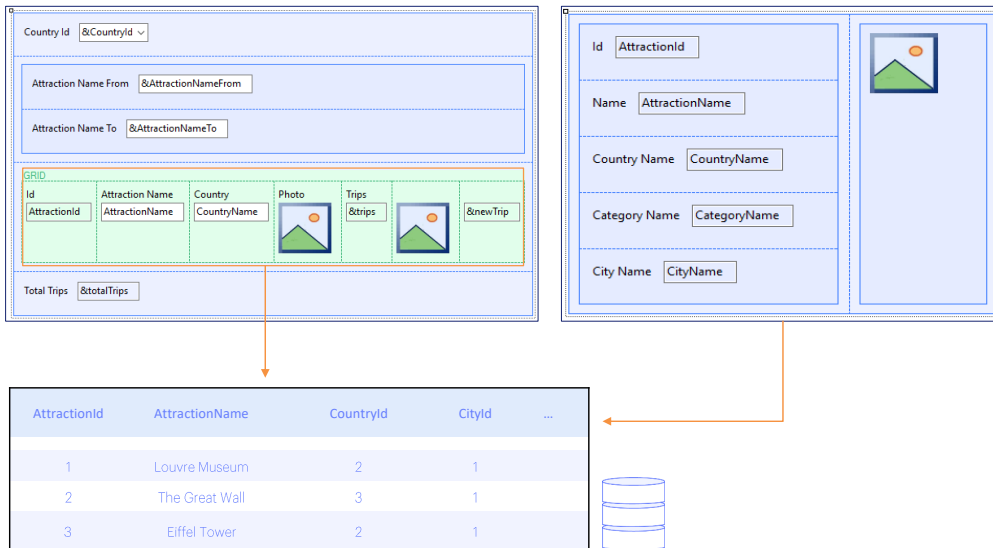 Country Id &CountryId
Attraction Name From &AttractionNameFrom
Attraction Name To &AttractionNameTo
GRID
Id Attraction Name Country Photo Trips
AttractionId AttractionName CountryName &trips &newTrip
Total Trips &totalTrips
Id AttractionId
Name AttractionName
Country Name CountryName
Category Name CategoryName
City Name CityName
AttractionId AttractionName CountryId CityId ...
1 Louvre Museum 2 1
2 The Great Wall 3 1
3 Eiffel Tower 2 1